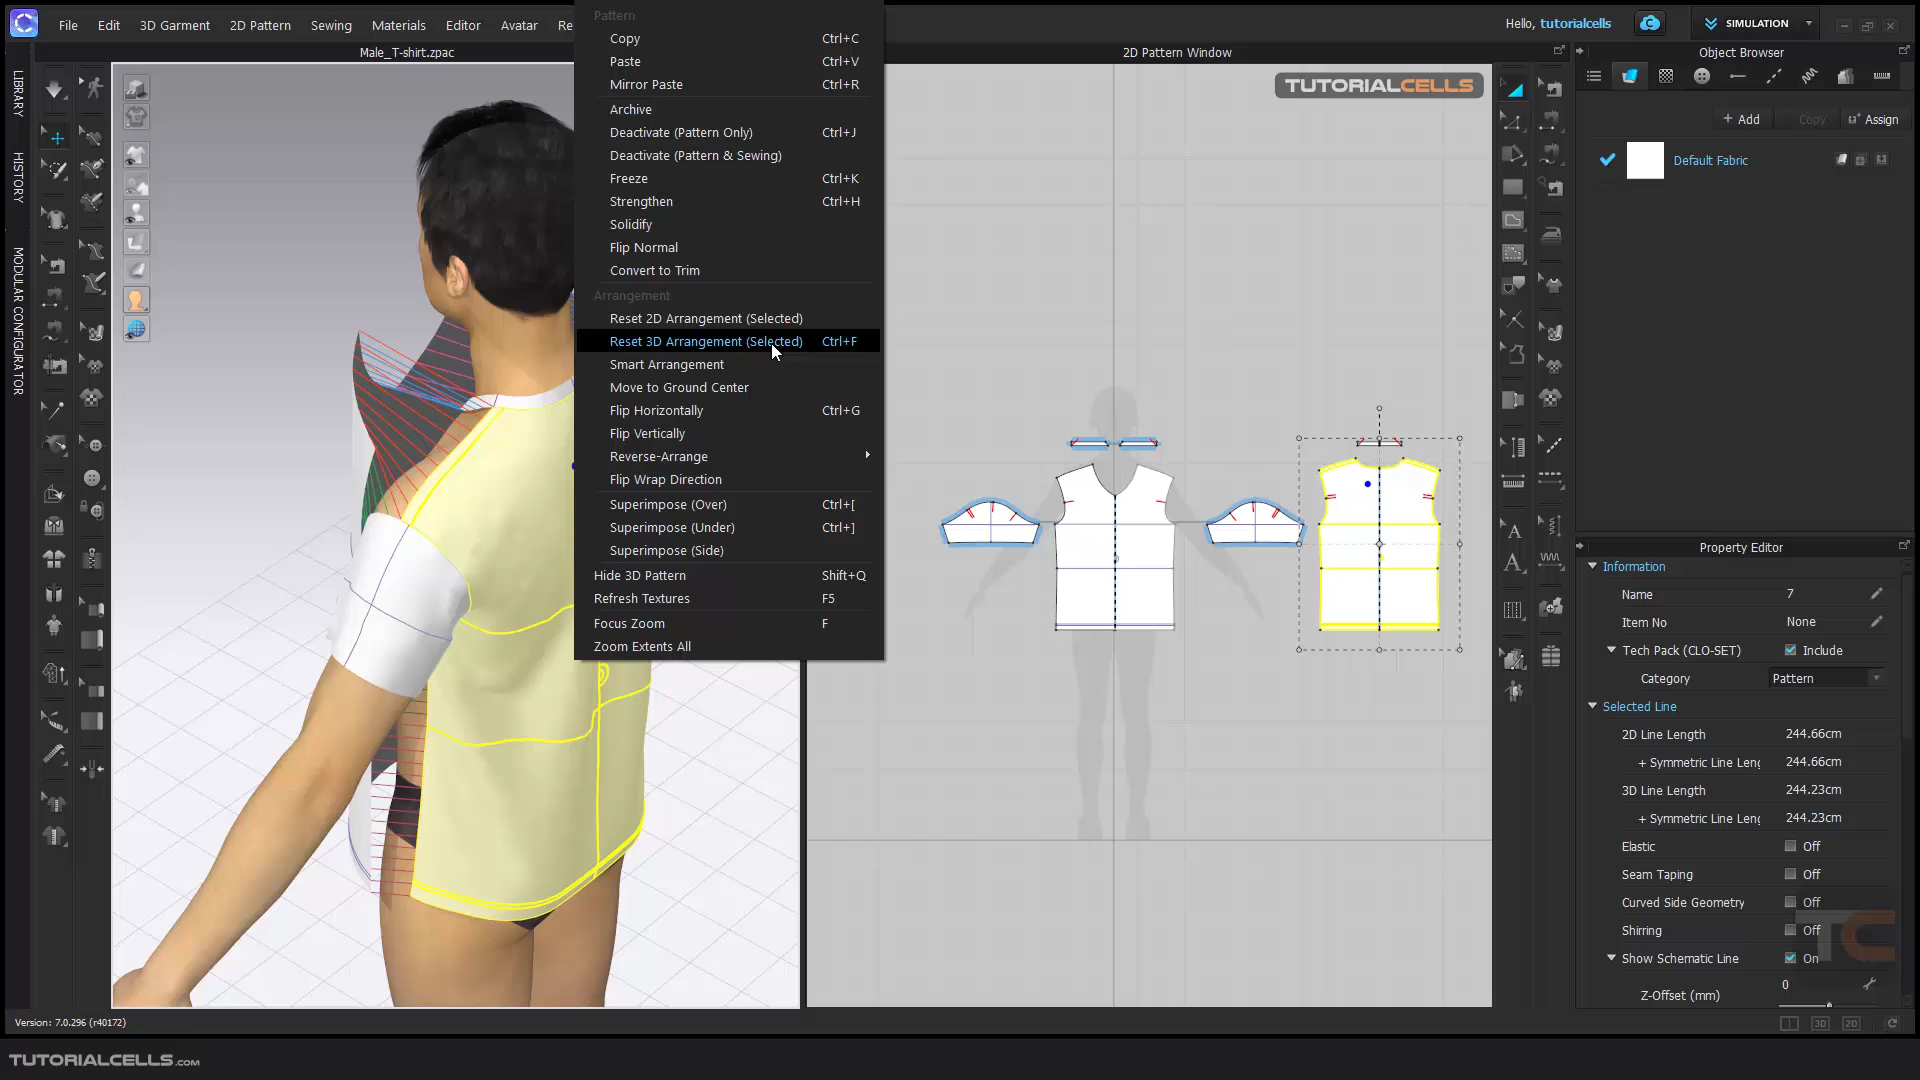 File Edit 3D Garment 2D Pattern Sewing Materials Editor Avatar Re
Hello, tutorialcells
SIMULATION
Male_T-shirt.zpac
2D Pattern Window
Object Browser
LIBRARY
HISTORY
MODULAR CONFIGURATOR
Pattern
Copy Ctrl+C
Paste Ctrl+V
Mirror Paste Ctrl+R
Archive
Deactivate (Pattern Only) Ctrl+J
Deactivate (Pattern & Sewing)
Freeze Ctrl+K
Strengthen Ctrl+H
Solidify
Flip Normal
Convert to Trim
Arrangement
Reset 2D Arrangement (Selected)
Reset 3D Arrangement (Selected) Ctrl+F
Smart Arrangement
Move to Ground Center
Flip Horizontally Ctrl+G
Flip Vertically
Reverse-Arrange
Flip Wrap Direction
Superimpose (Over) Ctrl+[
Superimpose (Under) Ctrl+]
Superimpose (Side)
Hide 3D Pattern Shift+Q
Refresh Textures F5
Focus Zoom F
Zoom Extents All
TUTORIALCELLS
+ Add Copy Assign
Default Fabric
Property Editor
Information
Name 7
Item No None
Tech Pack (CLO-SET) Include
Category Pattern
Selected Line
2D Line Length 244.66cm
+ Symmetric Line Leng 244.66cm
3D Line Length 244.23cm
+ Symmetric Line Leng 244.23cm
Elastic Off
Seam Taping Off
Curved Side Geometry Off
Shirring Off
Show Schematic Line On
Z-Offset (mm) 0
TC
3D 2D
Version: 7.0.296 (r40172)
TUTORIALCELLS.com